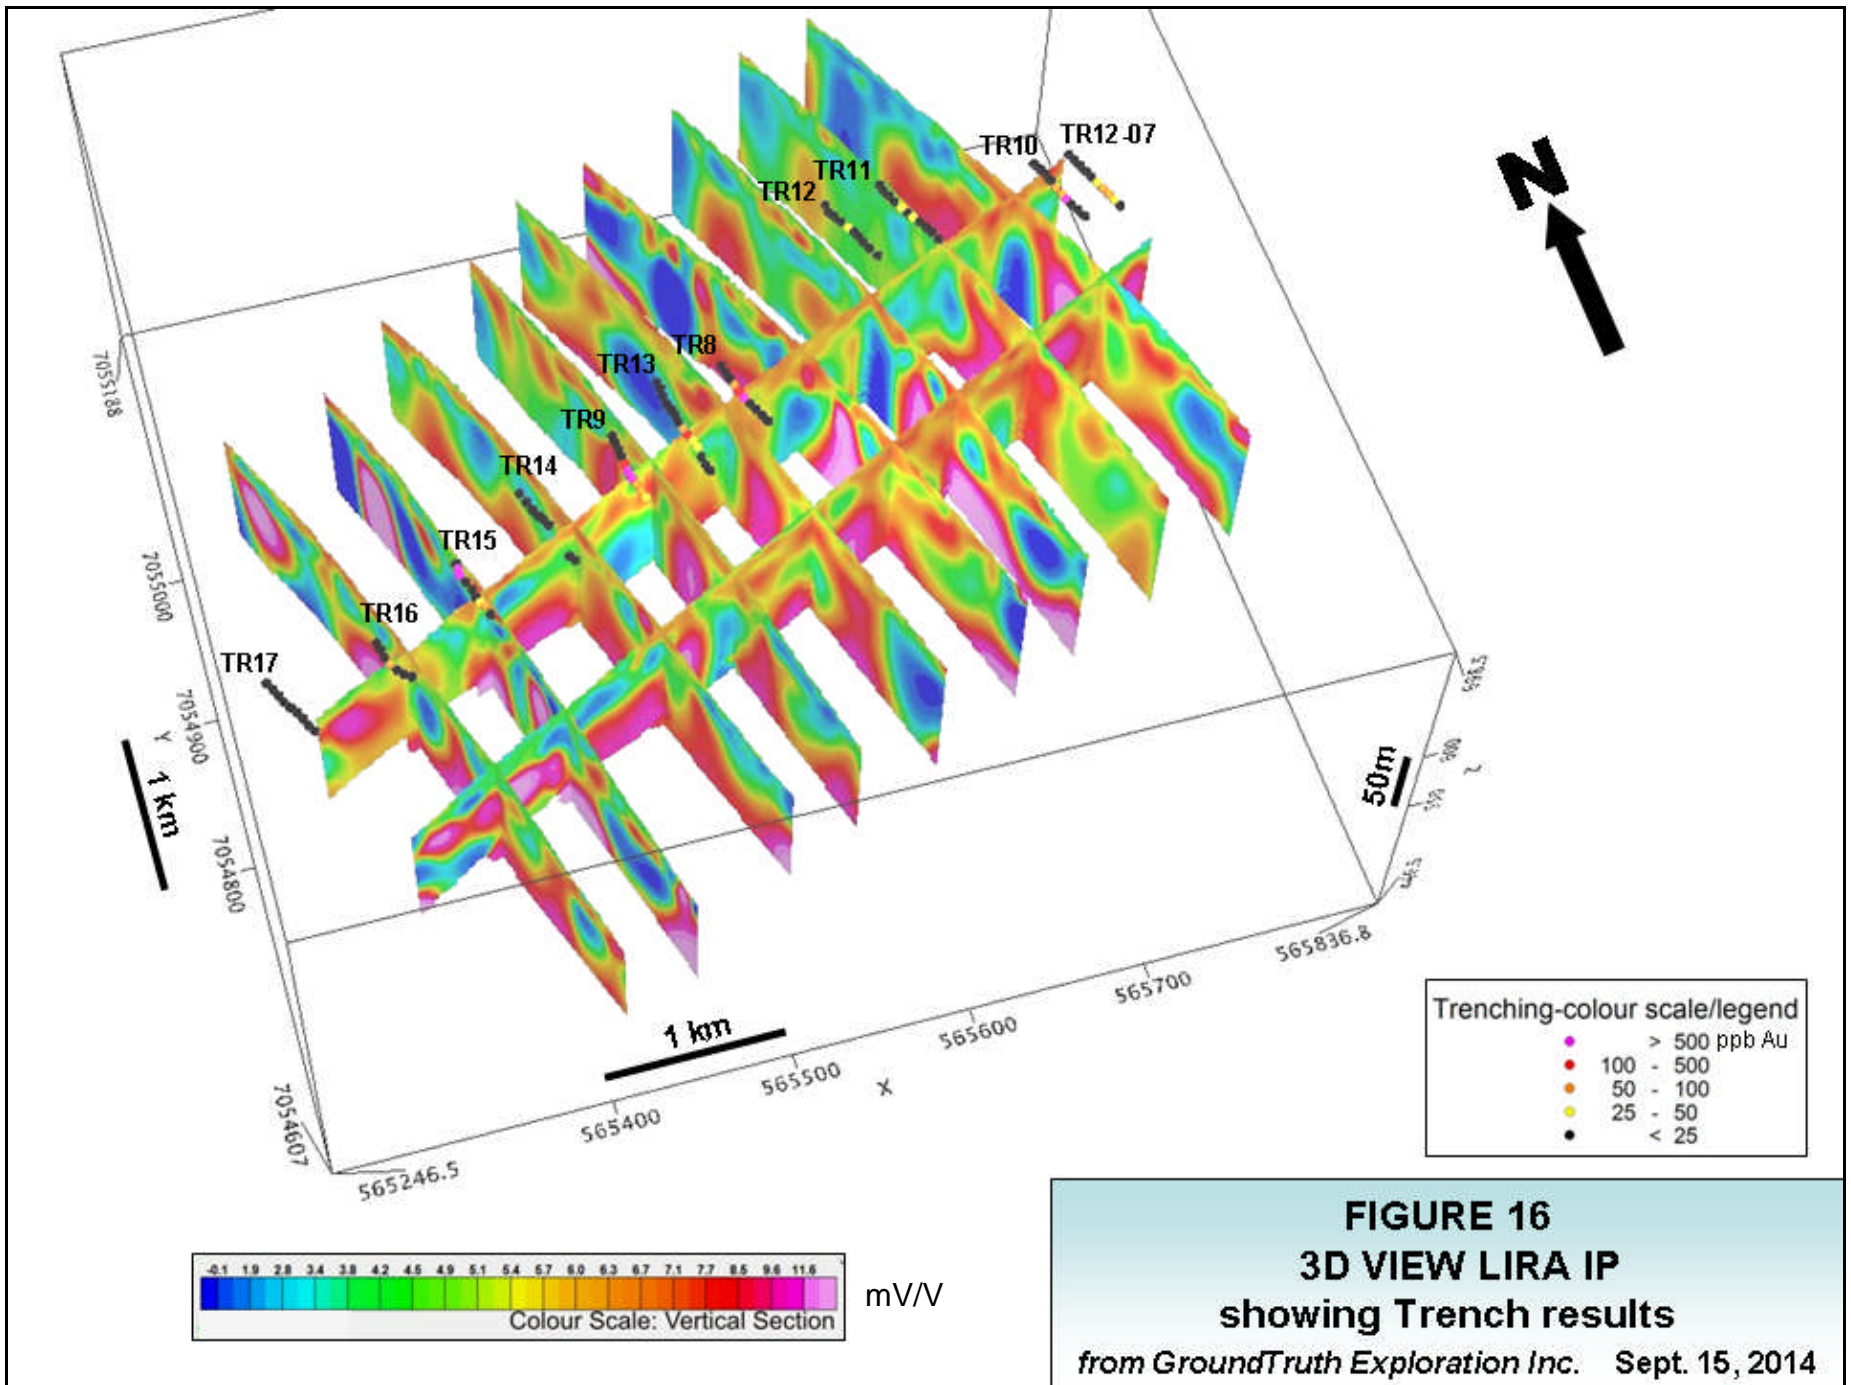 TR10
TR12-07
TR11
TR12
N
TR8
TR13
TR9
TR14
TR15
TR16
TR17
7055188
7055000
7054900
Y
7054800
7054607
1 km
1 km
50m
600
Z
550
565246.5
565400
565500
X
565600
565700
565836.8
Trenching-colour scale/legend
> 500 ppb Au
100 - 500
50 - 100
25 - 50
< 25
-0.1 1.9 2.8 3.4 3.8 4.2 4.5 4.9 5.1 5.4 5.7 6.0 6.3 6.7 7.1 7.7 8.5 9.6 11.6
Colour Scale: Vertical Section
mV/V
FIGURE 16
3D VIEW LIRA IP
showing Trench results
from GroundTruth Exploration Inc. Sept. 15, 2014